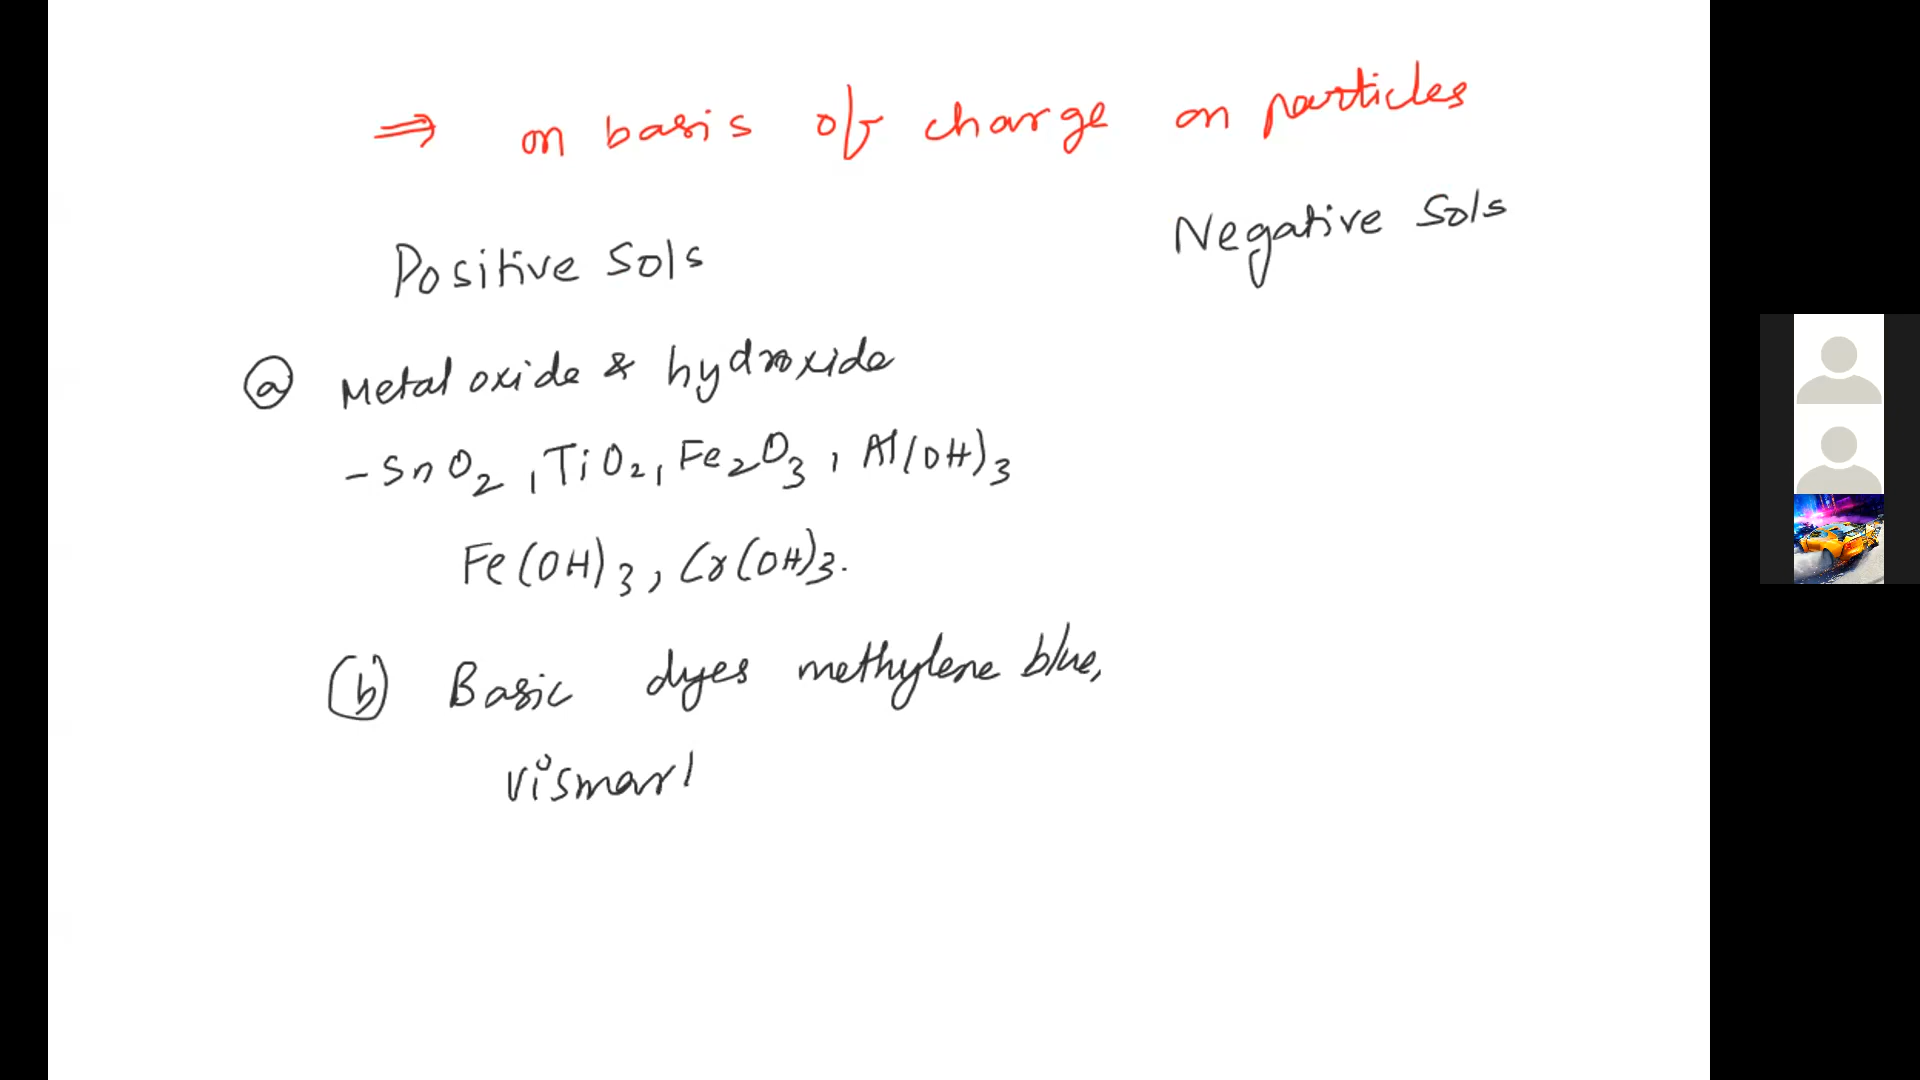 ⇒ on basis of charge on particles
Positive Sols Negative Sols
(a) Metal oxide & hydroxide
- SnO2, TiO2, Fe2O3, Al(OH)3
Fe(OH)3, Cr(OH)3.
(b) Basic dyes methylene blue,
vismar